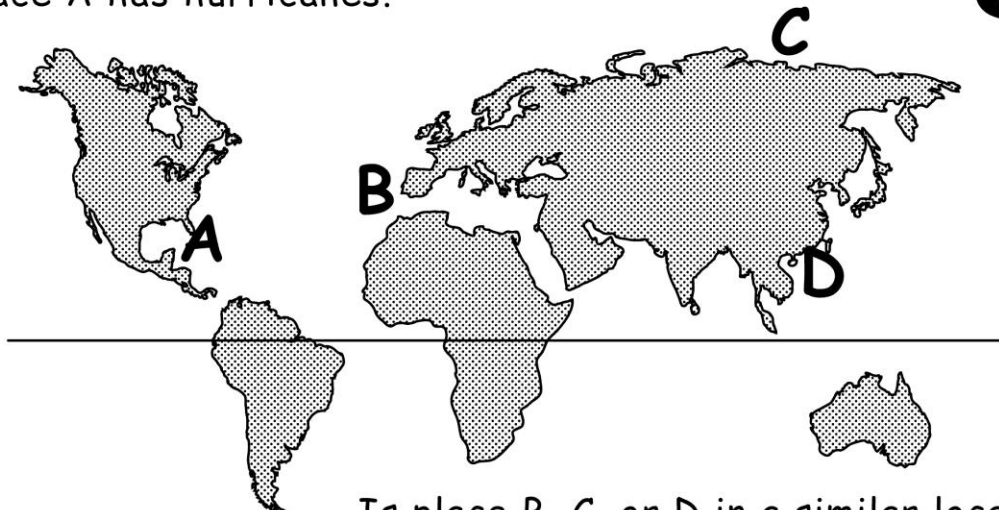 ace A has hurricanes.
C
B
A
D
Is place B, C, or D in a similar loca